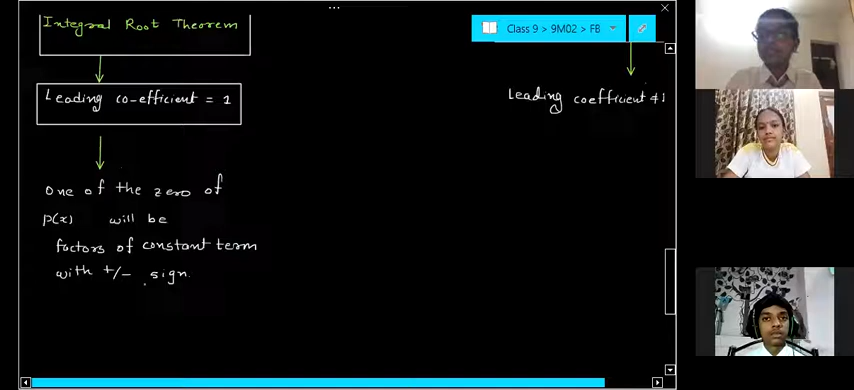 Integral Root Theorem
Class 9 > 9M02 > FB
Leading co-efficient = 1
Leading coefficient ≠ 1
One of the zero of
p(x) will be
factors of constant term
with +/- sign.